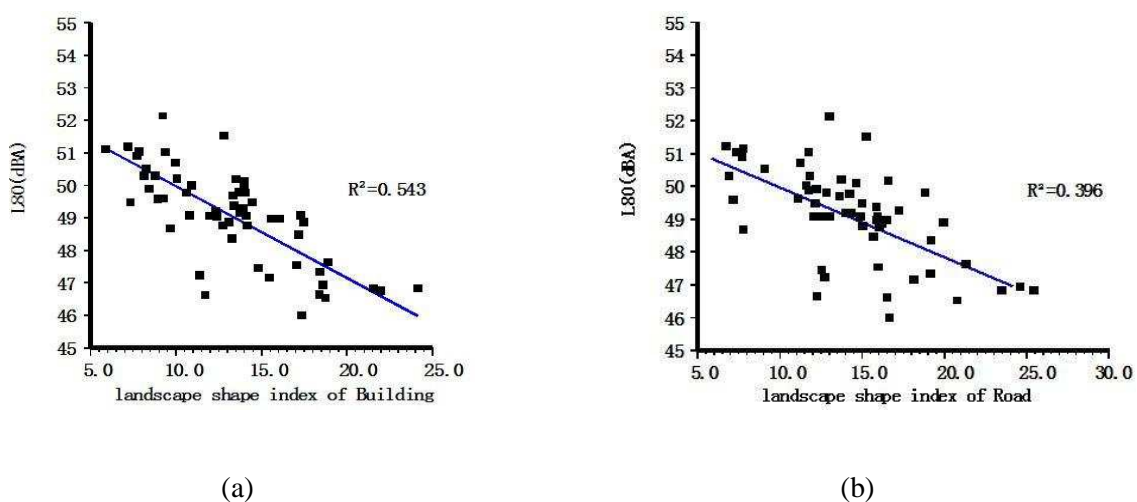 55
54
53
52
51
50
49
48
47
46
45
L80(dBA)
R²=0.543
5.0 10.0 15.0 20.0 25.0
landscape shape index of Building
(a)
55
54
53
52
51
50
49
48
47
46
45
L80(dBA)
R²=0.396
5.0 10.0 15.0 20.0 25.0 30.0
landscape shape index of Road
(b)